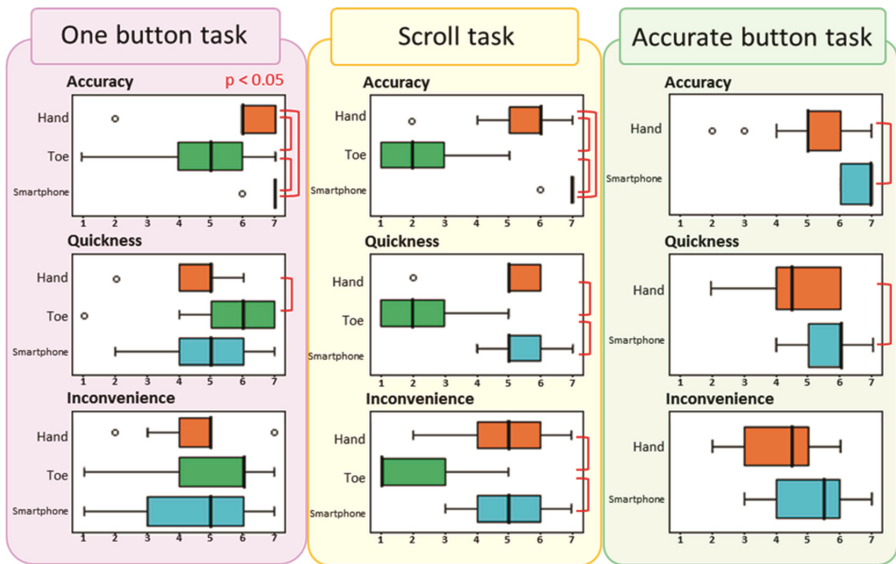 One button task
Accuracy
p < 0.05
Hand
Toe
Smartphone
1 2 3 4 5 6 7
Quickness
Hand
Toe
Smartphone
1 2 3 4 5 6 7
Inconvenience
Hand
Toe
Smartphone
1 2 3 4 5 6 7
Scroll task
Accuracy
Hand
Toe
Smartphone
1 2 3 4 5 6 7
Quickness
Hand
Toe
Smartphone
1 2 3 4 5 6 7
Inconvenience
Hand
Toe
Smartphone
1 2 3 4 5 6 7
Accurate button task
Accuracy
Hand
Smartphone
1 2 3 4 5 6 7
Quickness
Hand
Smartphone
1 2 3 4 5 6 7
Inconvenience
Hand
Smartphone
1 2 3 4 5 6 7